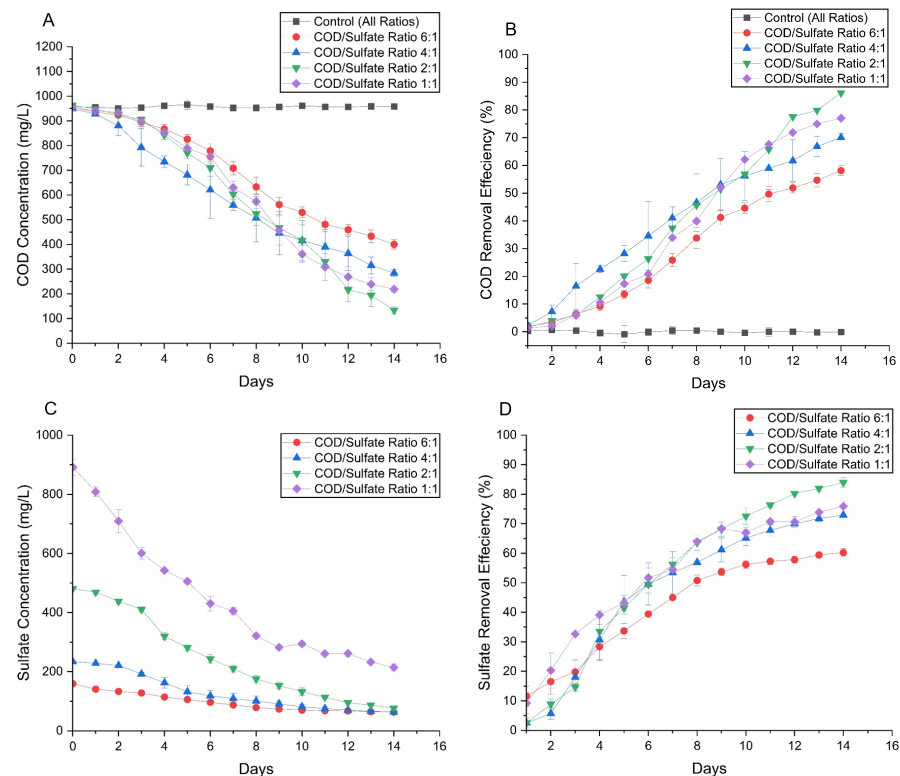 A
Control (All Ratios)
COD/Sulfate Ratio 6:1
COD/Sulfate Ratio 4:1
COD/Sulfate Ratio 2:1
COD/Sulfate Ratio 1:1
COD Concentration (mg/L)
1200
1100
1000
900
800
700
600
500
400
300
200
100
0
0 2 4 6 8 10 12 14 16
Days
B
Control (All Ratios)
COD/Sulfate Ratio 6:1
COD/Sulfate Ratio 4:1
COD/Sulfate Ratio 2:1
COD/Sulfate Ratio 1:1
COD Removal Effeciency (%)
100
90
80
70
60
50
40
30
20
10
0
2 4 6 8 10 12 14 16
Days
C
COD/Sulfate Ratio 6:1
COD/Sulfate Ratio 4:1
COD/Sulfate Ratio 2:1
COD/Sulfate Ratio 1:1
Sulfate Concentration (mg/L)
1000
800
600
400
200
0
0 2 4 6 8 10 12 14 16
Days
D
COD/Sulfate Ratio 6:1
COD/Sulfate Ratio 4:1
COD/Sulfate Ratio 2:1
COD/Sulfate Ratio 1:1
Sulfate Removal Effeciency (%)
100
90
80
70
60
50
40
30
20
10
0
2 4 6 8 10 12 14 16
Days